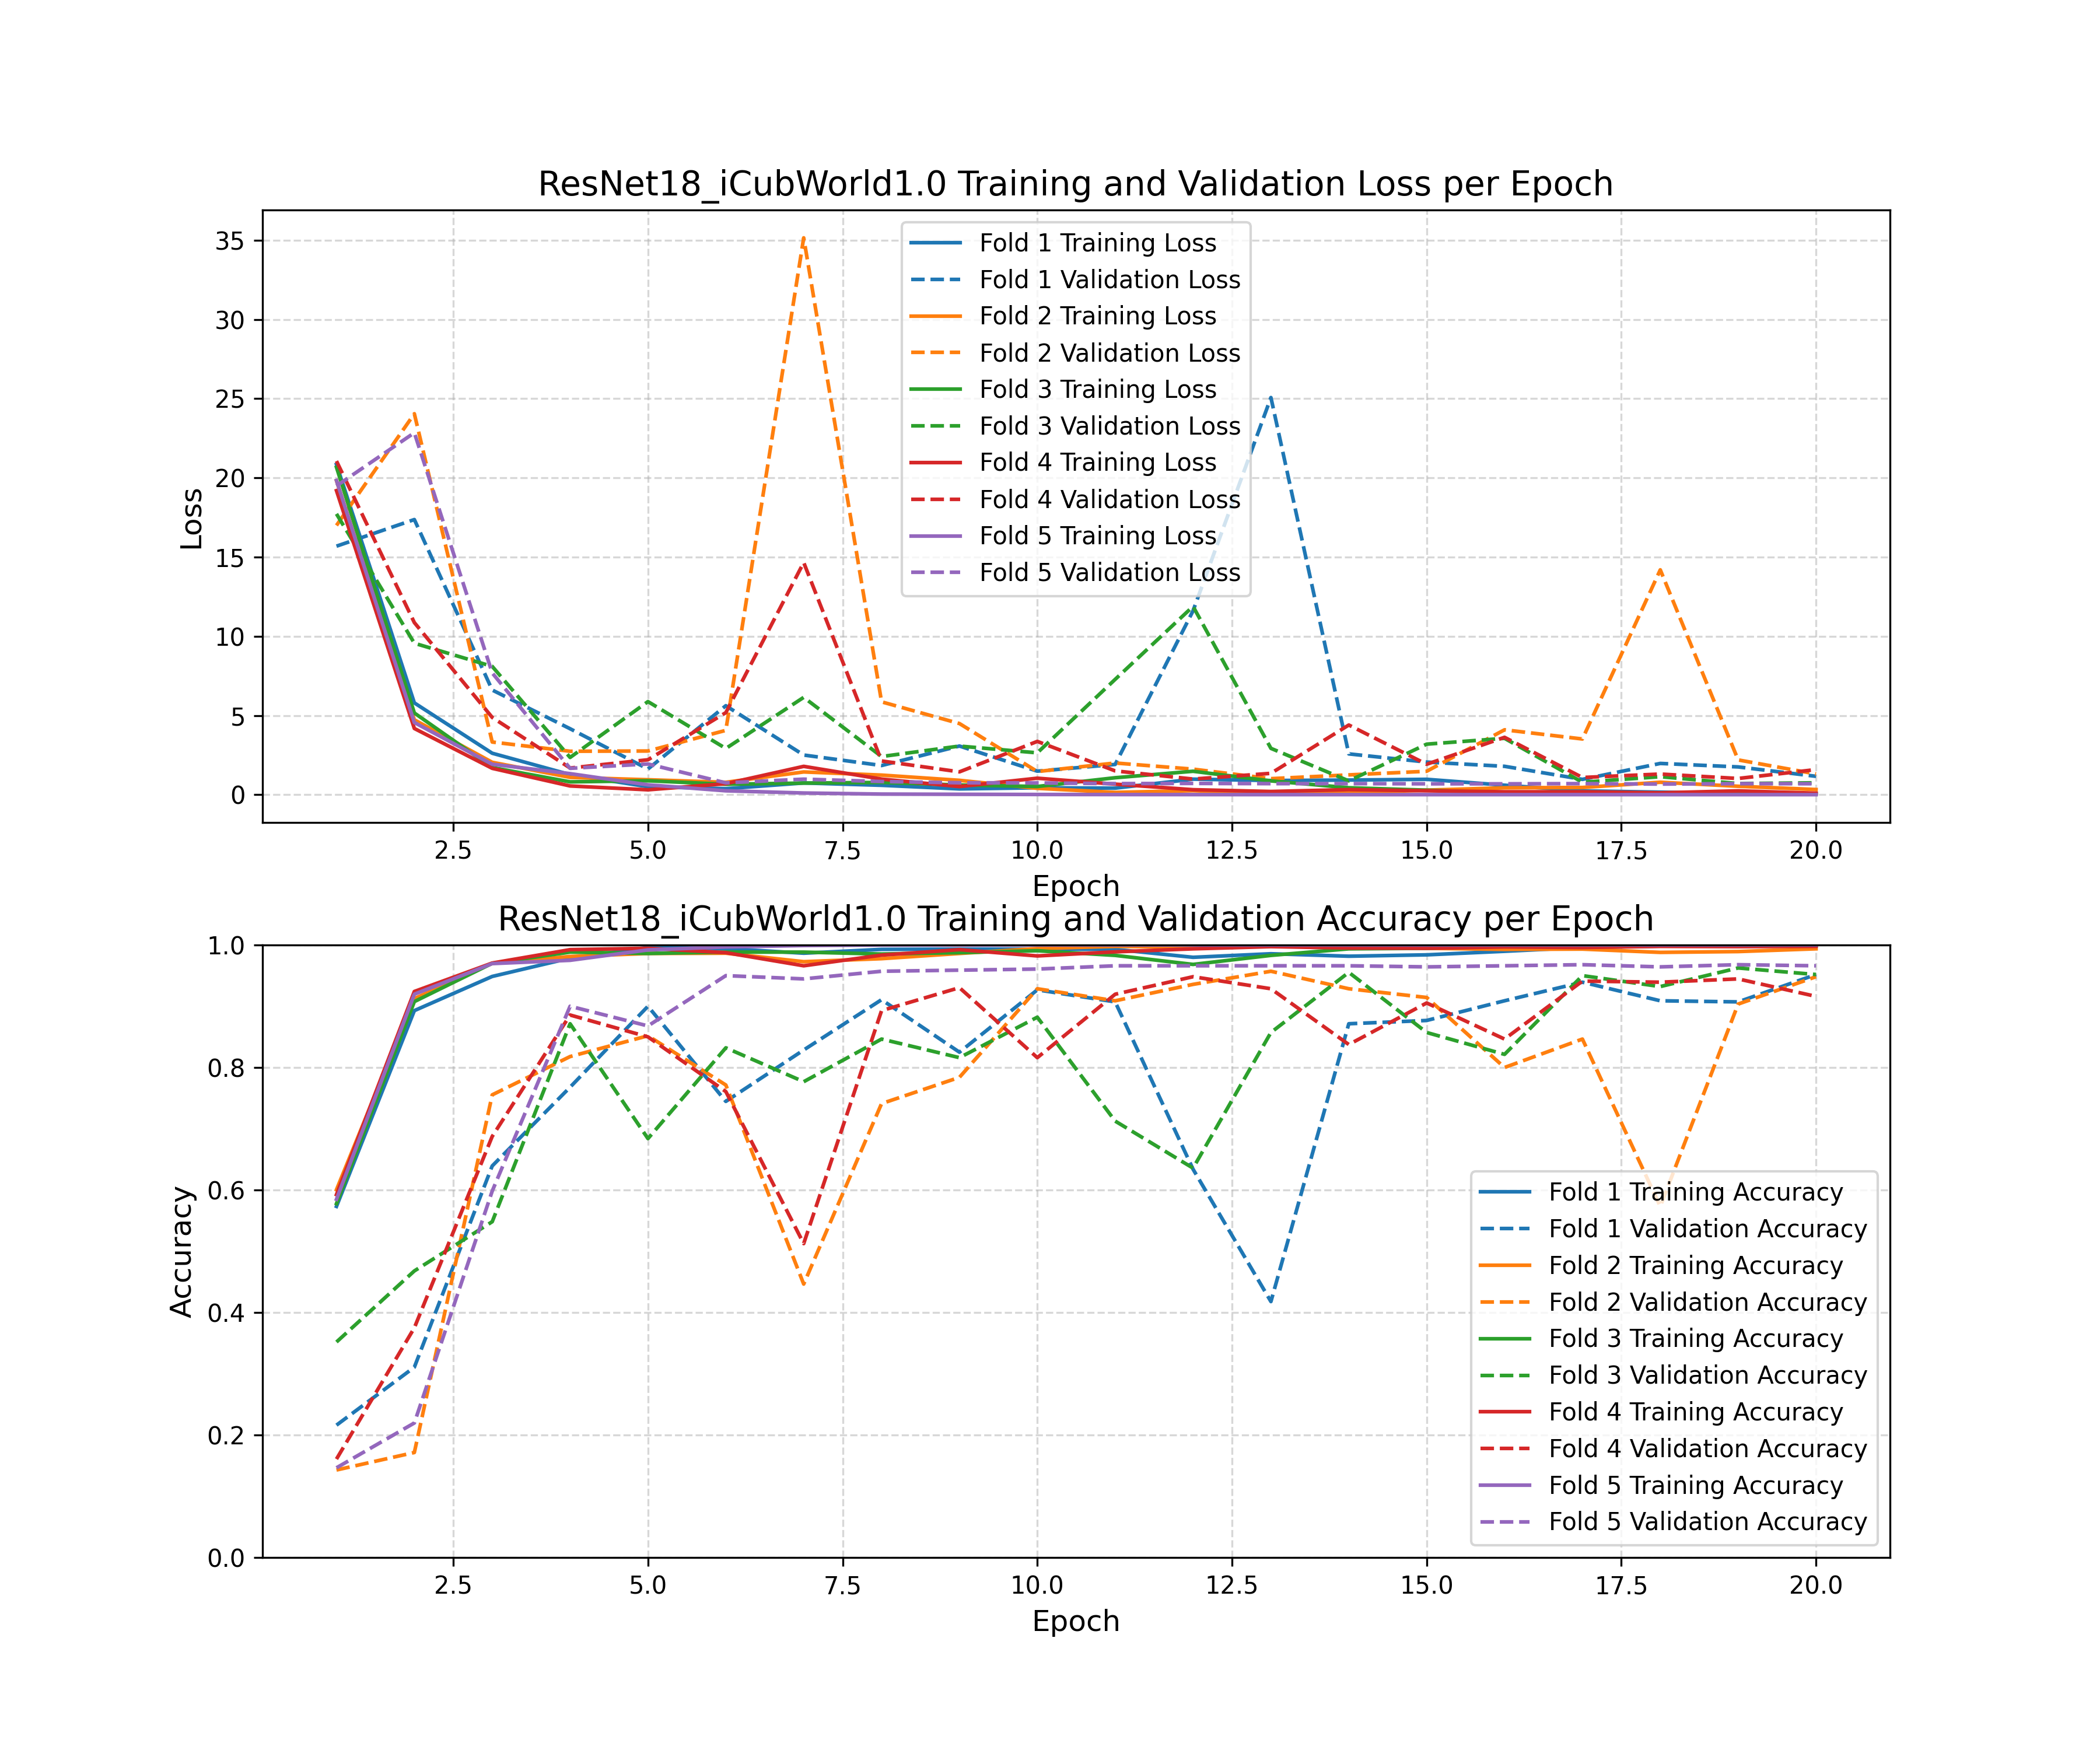 ResNet18_iCubWorld1.0 Training and Validation Loss per Epoch
35
30
25
20
15
10
5
0
Loss
Fold 1 Training Loss
Fold 1 Validation Loss
Fold 2 Training Loss
Fold 2 Validation Loss
Fold 3 Training Loss
Fold 3 Validation Loss
Fold 4 Training Loss
Fold 4 Validation Loss
Fold 5 Training Loss
Fold 5 Validation Loss
2.5 5.0 7.5 10.0 12.5 15.0 17.5 20.0
Epoch
ResNet18_iCubWorld1.0 Training and Validation Accuracy per Epoch
1.0
0.8
0.6
0.4
0.2
0.0
Accuracy
Fold 1 Training Accuracy
Fold 1 Validation Accuracy
Fold 2 Training Accuracy
Fold 2 Validation Accuracy
Fold 3 Training Accuracy
Fold 3 Validation Accuracy
Fold 4 Training Accuracy
Fold 4 Validation Accuracy
Fold 5 Training Accuracy
Fold 5 Validation Accuracy
2.5 5.0 7.5 10.0 12.5 15.0 17.5 20.0
Epoch